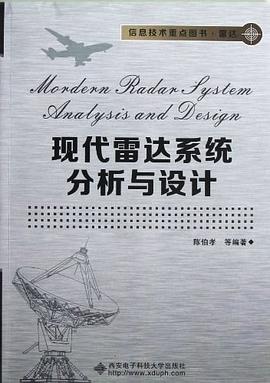 信息技术重点图书·雷达
Mordern Radar System
Analysis and Design
现代雷达系统
分析与设计
陈伯孝 等编著
西安电子科技大学出版社
http://www.xduph.com